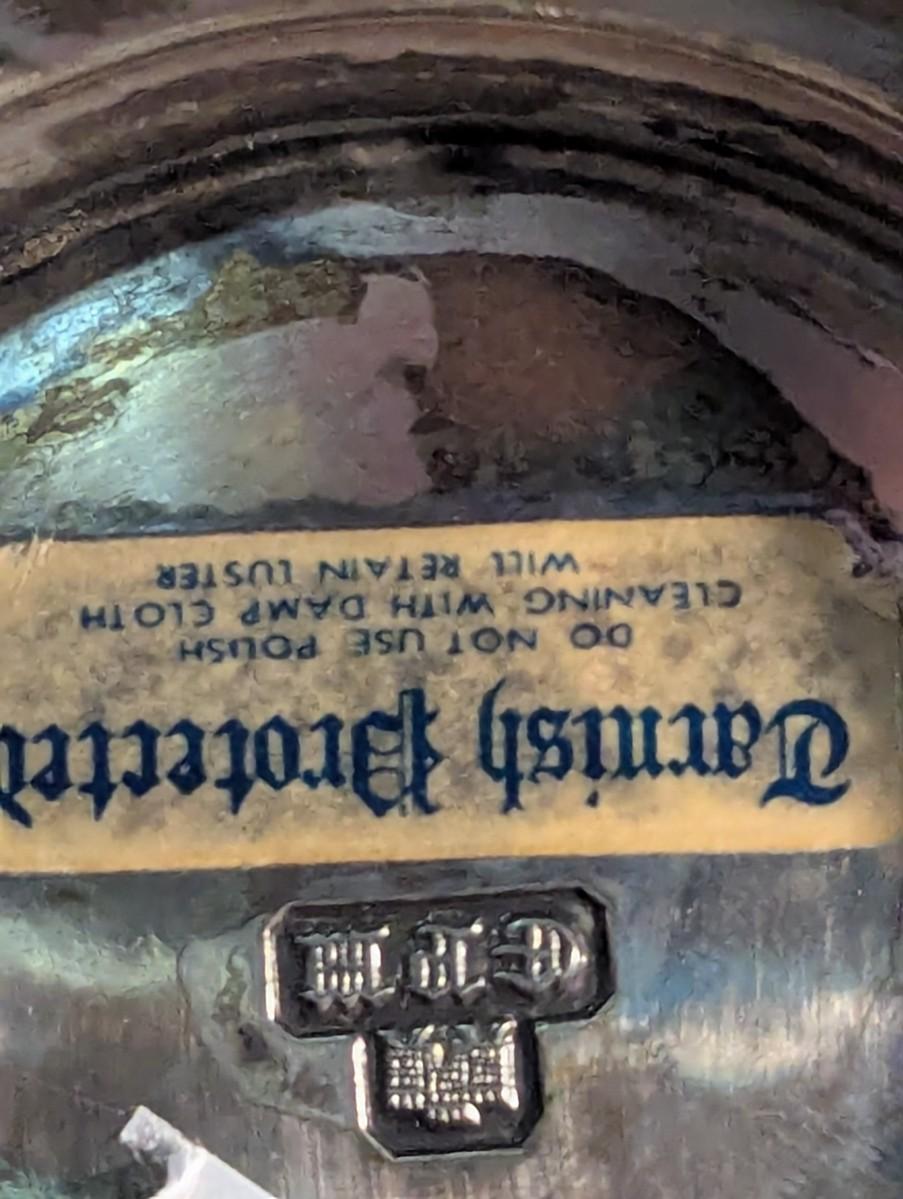 Tarnish Protected
DO NOT USE POLISH
CLEANING WITH DAMP CLOTH
WILL RETAIN LUSTER